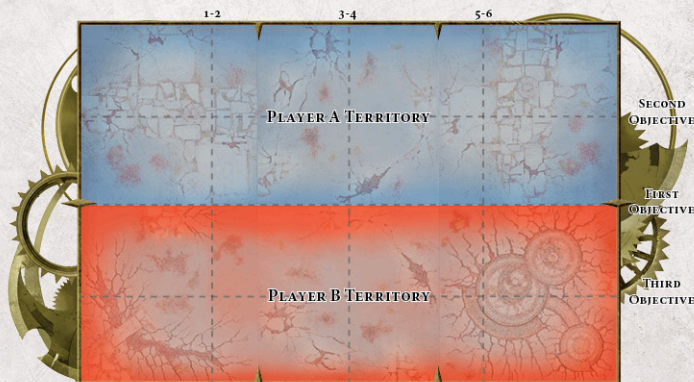 1-2 3-4 5-6
Second
Objective
Player A Territory
First
Objective
Third
Objective
Player B Territory